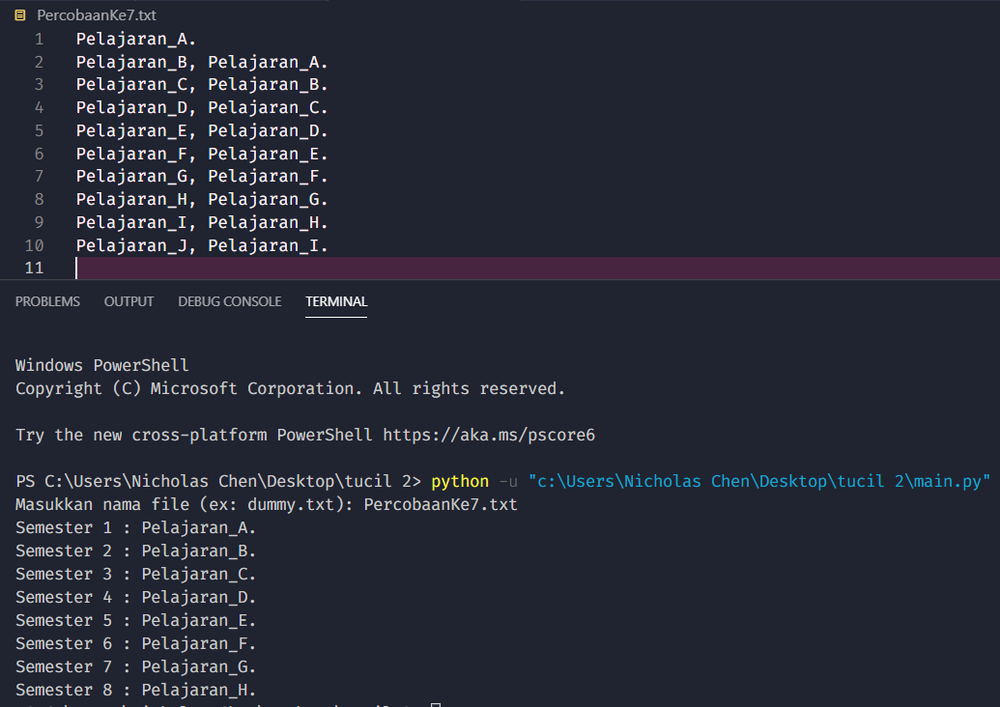 PercobaanKe7.txt
1 Pelajaran_A.
2 Pelajaran_B, Pelajaran_A.
3 Pelajaran_C, Pelajaran_B.
4 Pelajaran_D, Pelajaran_C.
5 Pelajaran_E, Pelajaran_D.
6 Pelajaran_F, Pelajaran_E.
7 Pelajaran_G, Pelajaran_F.
8 Pelajaran_H, Pelajaran_G.
9 Pelajaran_I, Pelajaran_H.
10 Pelajaran_J, Pelajaran_I.
11
PROBLEMS OUTPUT DEBUG CONSOLE TERMINAL
Windows PowerShell
Copyright (C) Microsoft Corporation. All rights reserved.
Try the new cross-platform PowerShell https://aka.ms/pscore6
PS C:\Users\Nicholas Chen\Desktop\tucil 2> python -u "c:\Users\Nicholas Chen\Desktop\tucil 2\main.py"
Masukkan nama file (ex: dummy.txt): PercobaanKe7.txt
Semester 1 : Pelajaran_A.
Semester 2 : Pelajaran_B.
Semester 3 : Pelajaran_C.
Semester 4 : Pelajaran_D.
Semester 5 : Pelajaran_E.
Semester 6 : Pelajaran_F.
Semester 7 : Pelajaran_G.
Semester 8 : Pelajaran_H.